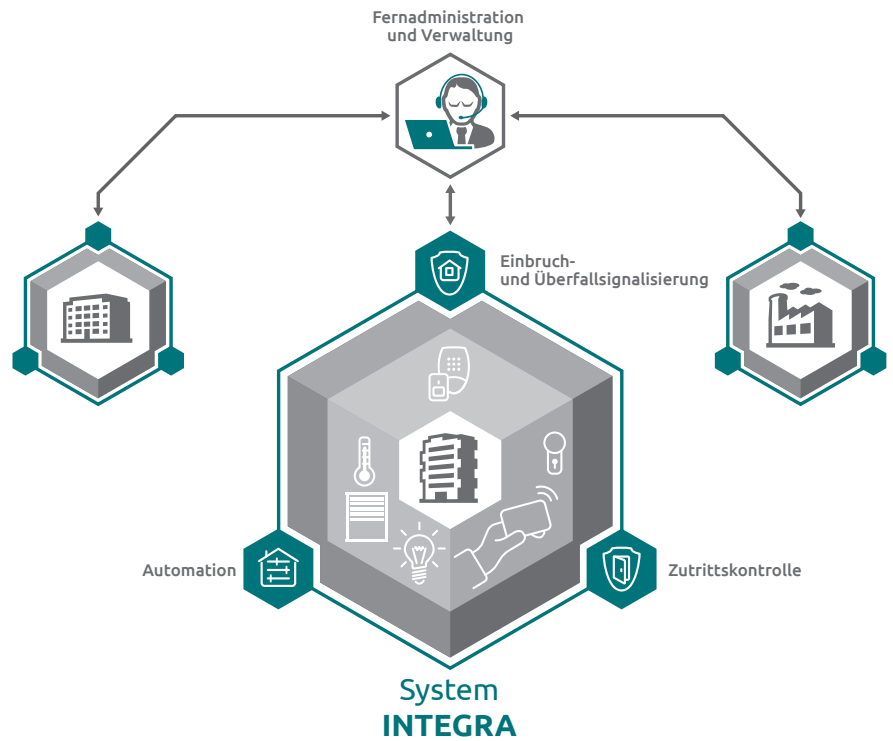 Fernadministration
und Verwaltung
Einbruch-
und Überfallsignalisierung
Automation
Zutrittskontrolle
System
INTEGRA